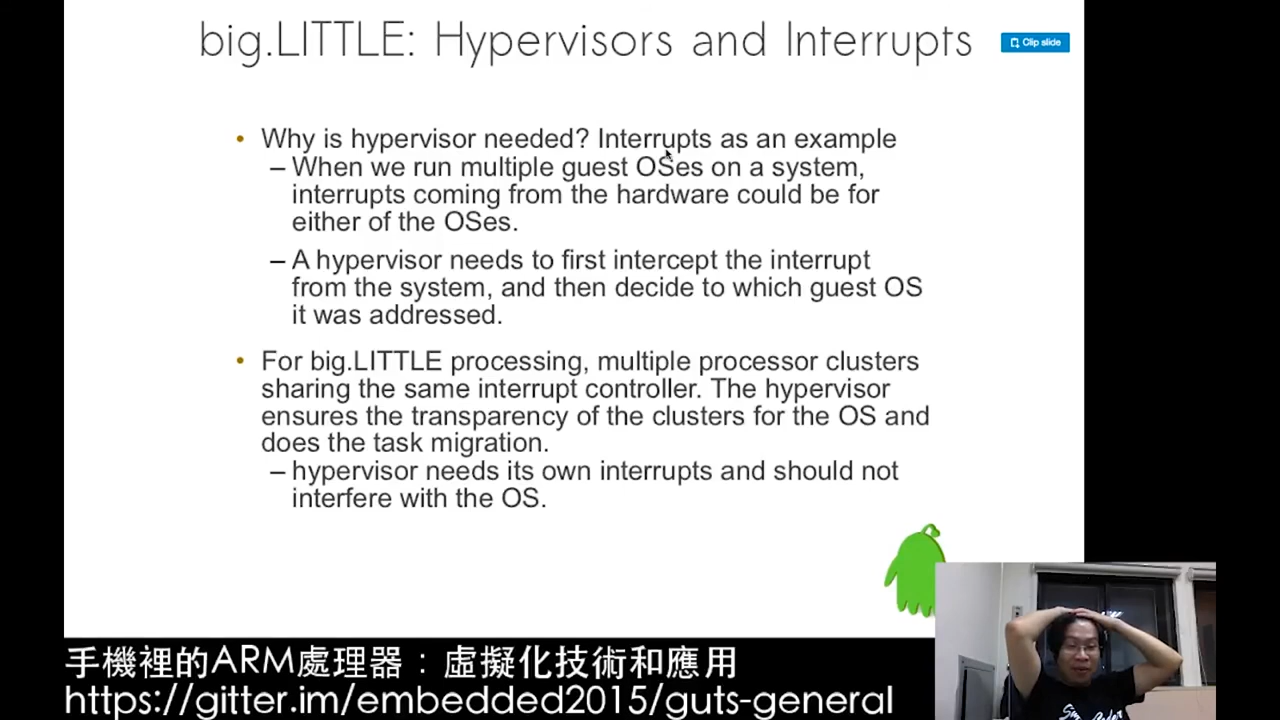 big.LITTLE: Hypervisors and Interrupts
Clip slide
• Why is hypervisor needed? Interrupts as an example
– When we run multiple guest OSes on a system,
interrupts coming from the hardware could be for
either of the OSes.
– A hypervisor needs to first intercept the interrupt
from the system, and then decide to which guest OS
it was addressed.
• For big.LITTLE processing, multiple processor clusters
sharing the same interrupt controller. The hypervisor
ensures the transparency of the clusters for the OS and
does the task migration.
– hypervisor needs its own interrupts and should not
interfere with the OS.
手機裡的ARM處理器：虛擬化技術和應用
https://gitter.im/embedded2015/guts-general